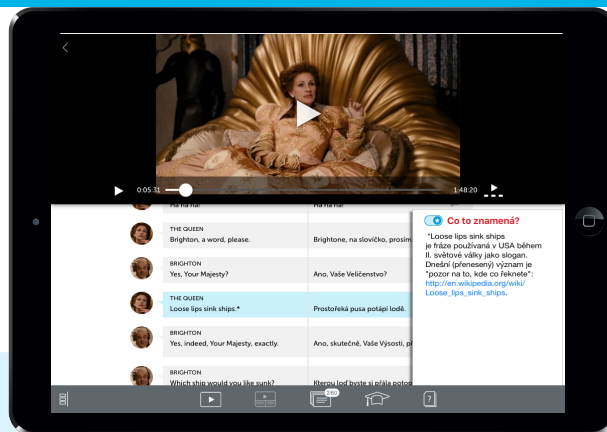 0:05:31
1:48:20
Ha ha ha!
Ha ha ha!
THE QUEEN
Brighton, a word, please.
Brightone, na slovíčko, prosím
BRIGHTON
Yes, Your Majesty?
Ano, Vaše Veličenstvo?
THE QUEEN
Loose lips sink ships.*
Prostořeká pusa potápí lodě.
BRIGHTON
Yes, indeed, Your Majesty, exactly.
Ano, skutečně, Vaše Výsosti,
BRIGHTON
Which ship would you like sunk?
Kterou loď byste si přála
Co to znamená?
*Loose lips sink ships
je fráze používaná v USA během
II. světové války jako slogan.
Dnešní (přenesený) význam je
"pozor na to, kde co řeknete":
http://en.wikipedia.org/wiki/
Loose_lips_sink_ships.
2/60
?